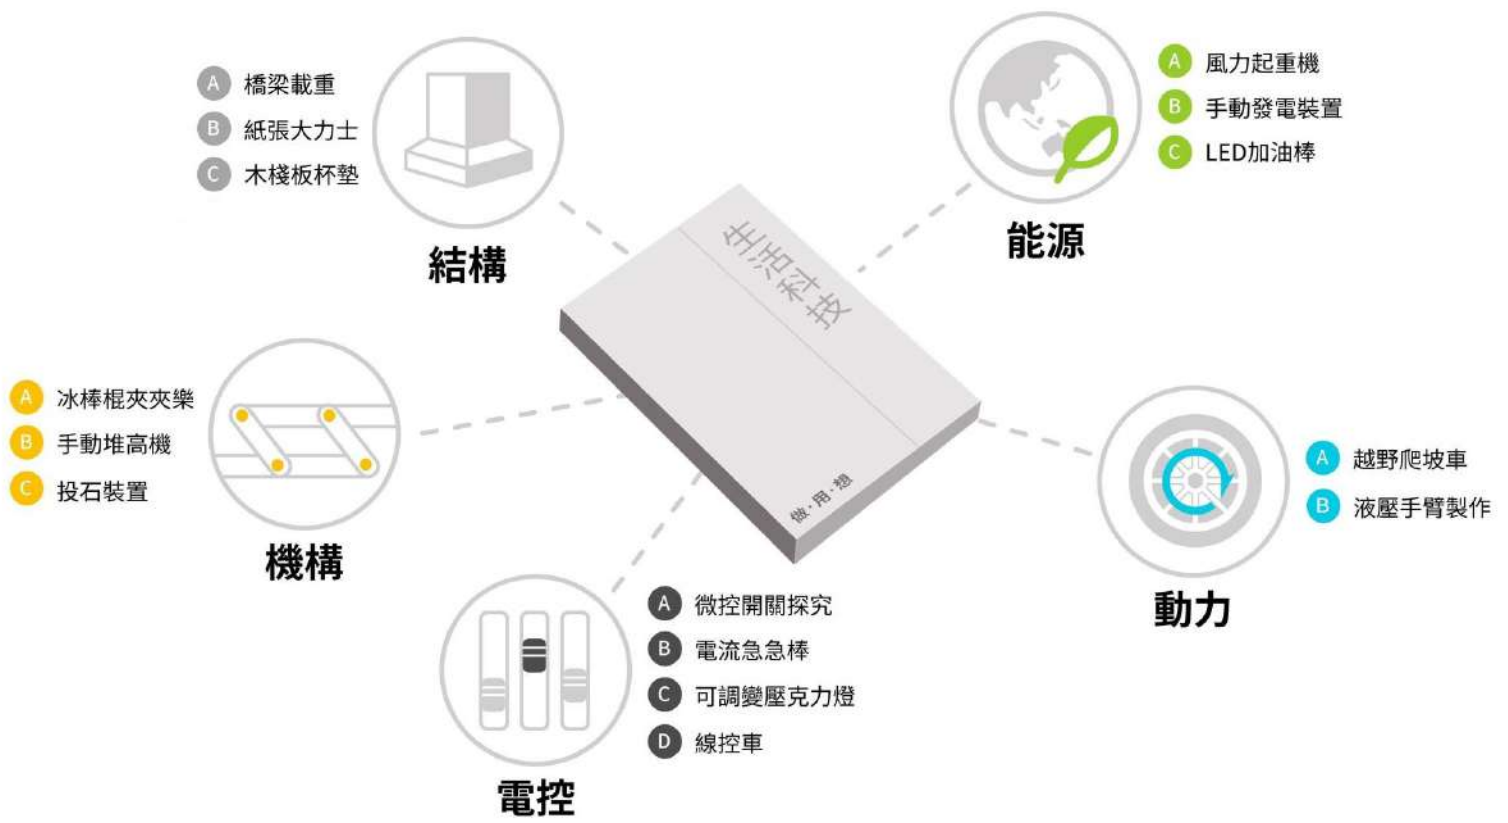 A 橋梁載重
B 紙張大力士
C 木棧板杯墊
結構
A 風力起重機
B 手動發電裝置
C LED加油棒
能源
生活科技
做·用·想
A 冰棒棍夾夾樂
B 手動堆高機
C 投石裝置
機構
A 越野爬坡車
B 液壓手臂製作
動力
A 微控開關探究
B 電流急急棒
C 可調變壓克力燈
D 線控車
電控